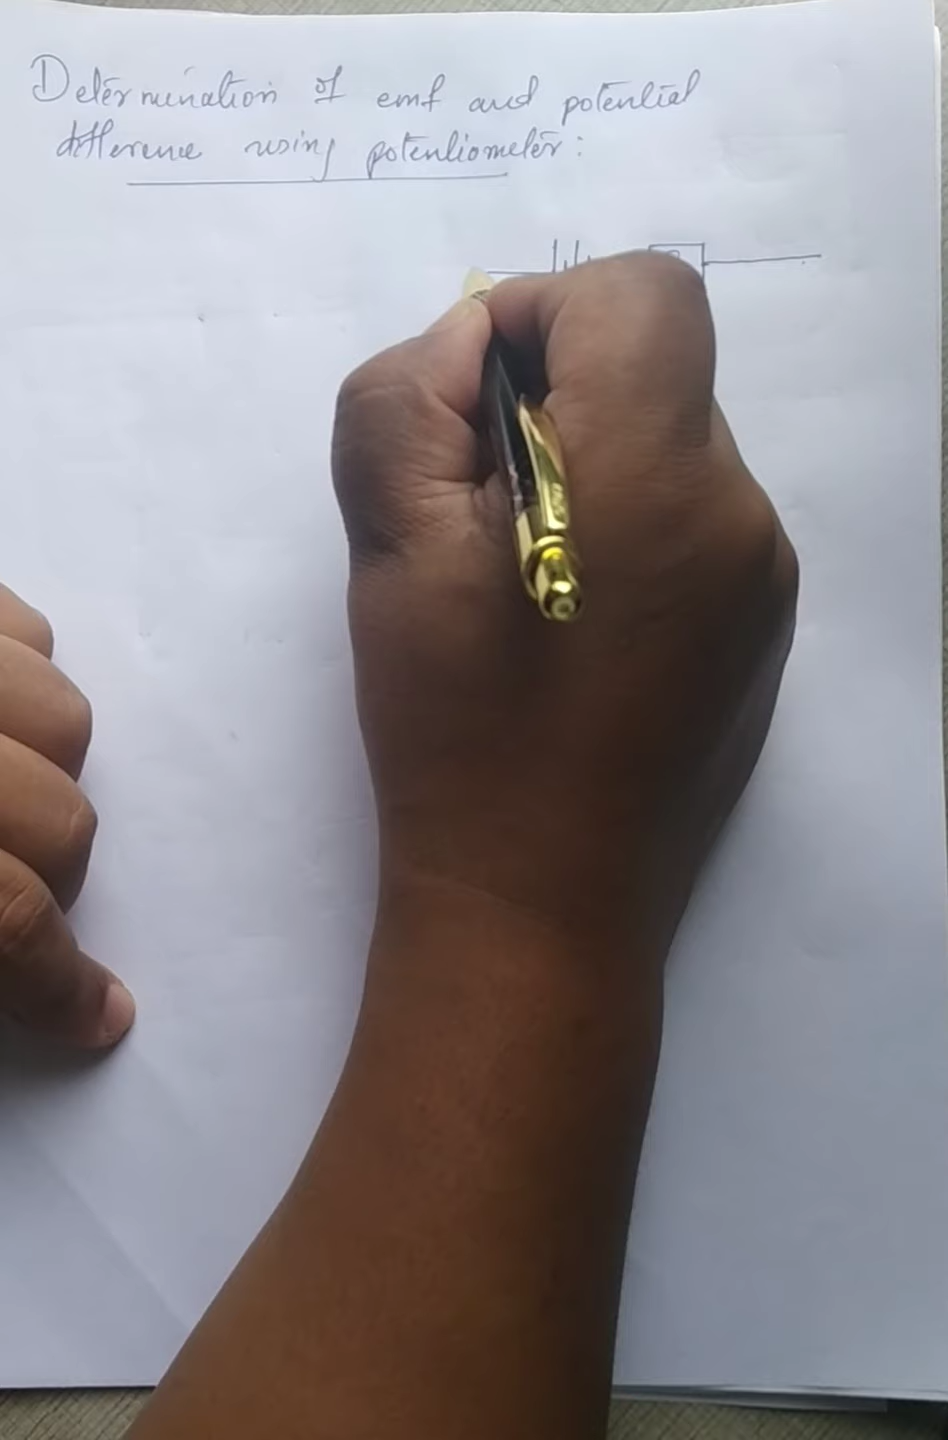 Determination of emf and potential
difference using potentiometer: